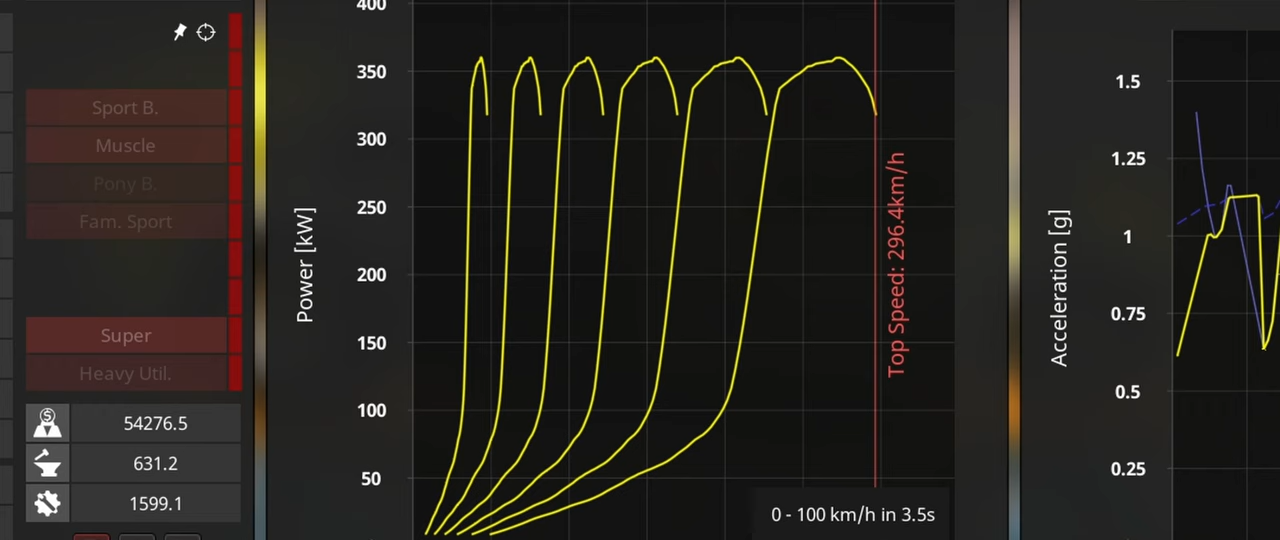 Sport B.
Muscle
Pony B.
Fam. Sport
Super
Heavy Util.
54276.5
631.2
1599.1
Power [kW]
400
350
300
250
200
150
100
50
Top Speed: 296.4km/h
0 - 100 km/h in 3.5s
Acceleration [g]
1.5
1.25
1
0.75
0.5
0.25